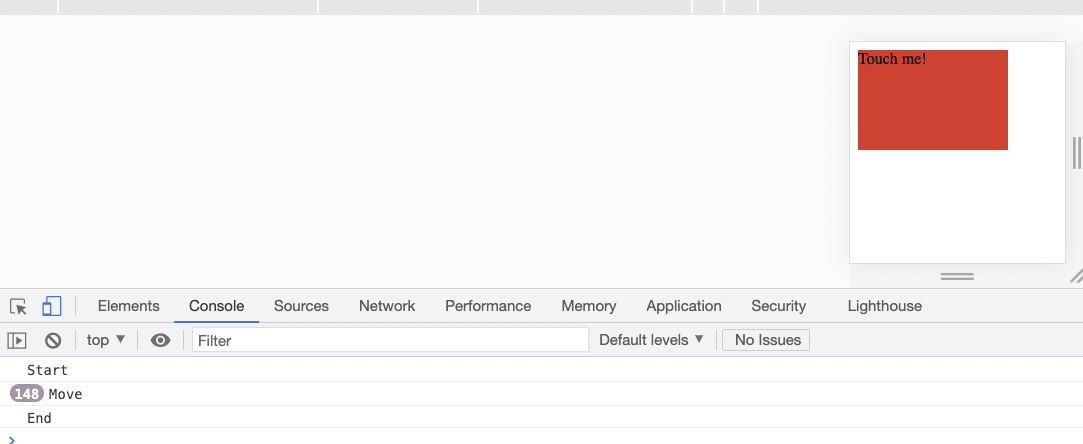 Touch me!
Elements Console Sources Network Performance Memory Application Security Lighthouse
top ▼ Filter Default levels ▼ No Issues
Start
148 Move
End
›